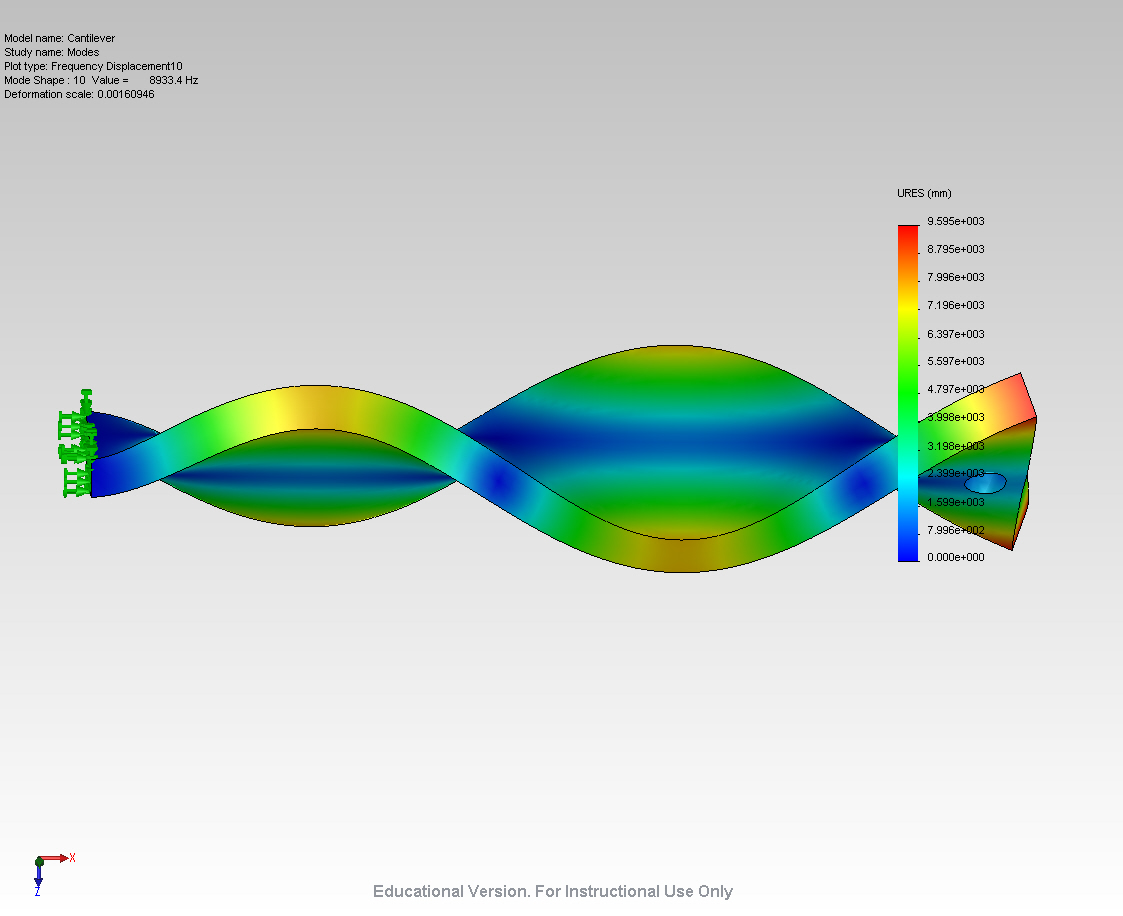 Model name: Cantilever
Study name: Modes
Plot type: Frequency Displacement10
Mode Shape : 10 Value = 8933.4 Hz
Deformation scale: 0.00160946
URES (mm)
9.595e+003
8.795e+003
7.996e+003
7.196e+003
6.397e+003
5.597e+003
4.797e+003
3.998e+003
3.198e+003
2.399e+003
1.599e+003
7.996e+002
0.000e+000
X
Z
Educational Version. For Instructional Use Only